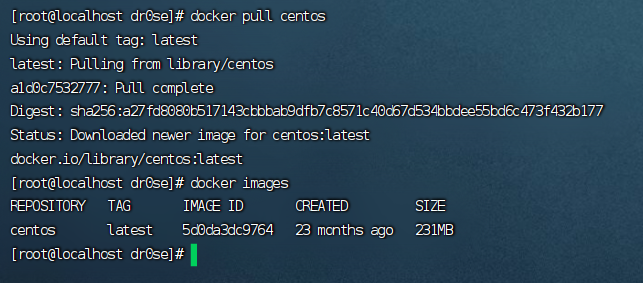 [root@localhost dr0se]# docker pull centos
Using default tag: latest
latest: Pulling from library/centos
a1d0c7532777: Pull complete
Digest: sha256:a27fd8080b517143cbbbab9dfb7c8571c40d67d534bbdee55bd6c473f432b177
Status: Downloaded newer image for centos:latest
docker.io/library/centos:latest
[root@localhost dr0se]# docker images
REPOSITORY   TAG       IMAGE ID       CREATED         SIZE
centos       latest    5d0da3dc9764   23 months ago   231MB
[root@localhost dr0se]#